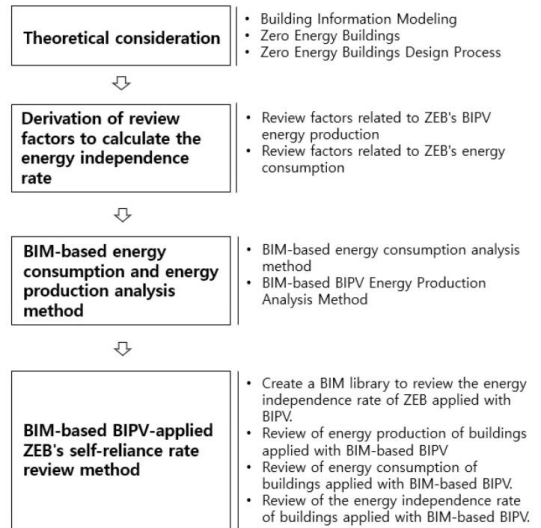 Theoretical consideration
• Building Information Modeling
• Zero Energy Buildings
• Zero Energy Buildings Design Process
Derivation of review
factors to calculate the
energy independence
rate
• Review factors related to ZEB's BIPV
energy production
• Review factors related to ZEB's energy
consumption
BIM-based energy
consumption and energy
production analysis
method
• BIM-based energy consumption analysis
method
• BIM-based BIPV Energy Production
Analysis Method
BIM-based BIPV-applied
ZEB's self-reliance rate
review method
• Create a BIM library to review the energy
independence rate of ZEB applied with
BIPV.
• Review of energy production of buildings
applied with BIM-based BIPV
• Review of energy consumption of
buildings applied with BIM-based BIPV.
• Review of the energy independence rate
of buildings applied with BIM-based BIPV.